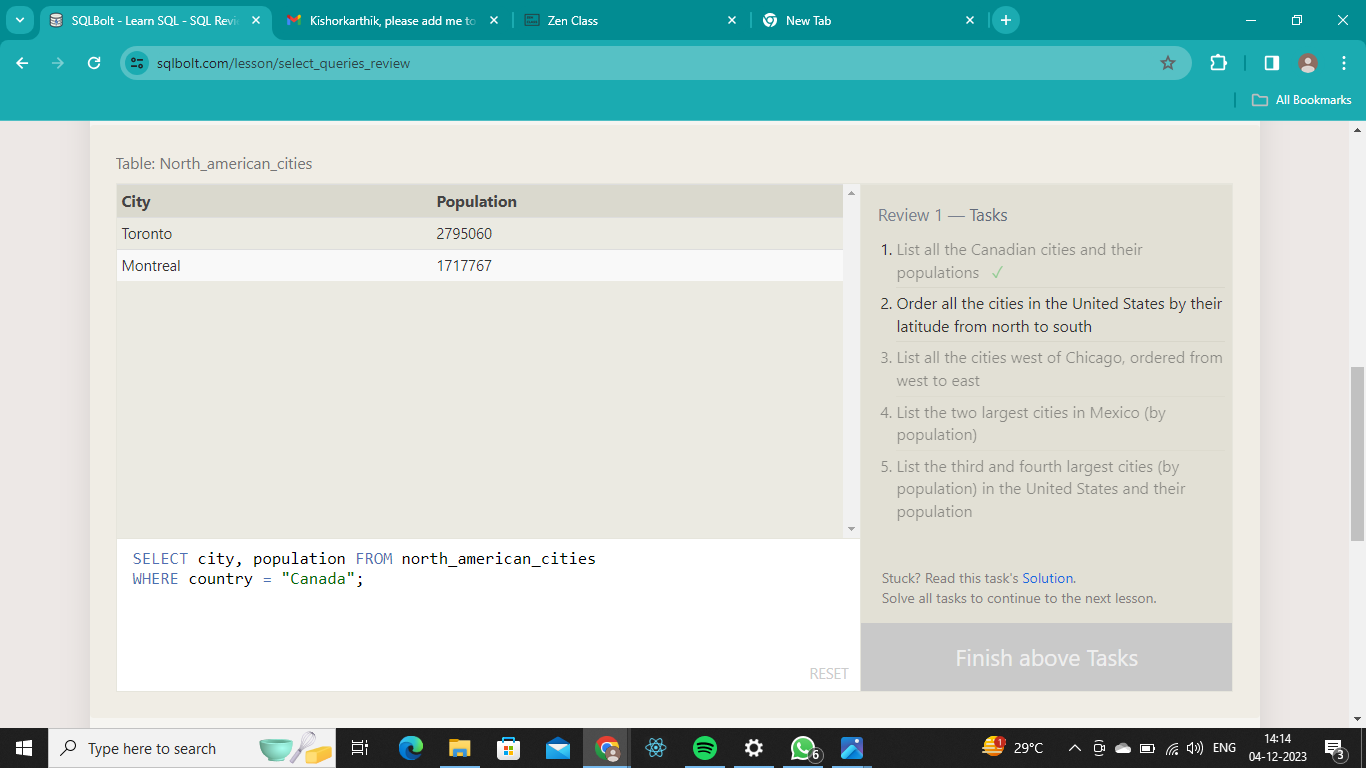 SQLBolt - Learn SQL - SQL Revi
Kishorkarthik, please add me to
Zen Class
New Tab
sqlbolt.com/lesson/select_queries_review
All Bookmarks
Table: North_american_cities
City Population
Toronto 2795060
Montreal 1717767
Review 1 — Tasks
1. List all the Canadian cities and their
populations ✓
2. Order all the cities in the United States by their
latitude from north to south
3. List all the cities west of Chicago, ordered from
west to east
4. List the two largest cities in Mexico (by
population)
5. List the third and fourth largest cities (by
population) in the United States and their
population
SELECT city, population FROM north_american_cities
WHERE country = "Canada";
RESET
Stuck? Read this task's Solution.
Solve all tasks to continue to the next lesson.
Finish above Tasks
Type here to search
6
1
29°C
ENG
14:14
04-12-2023
3